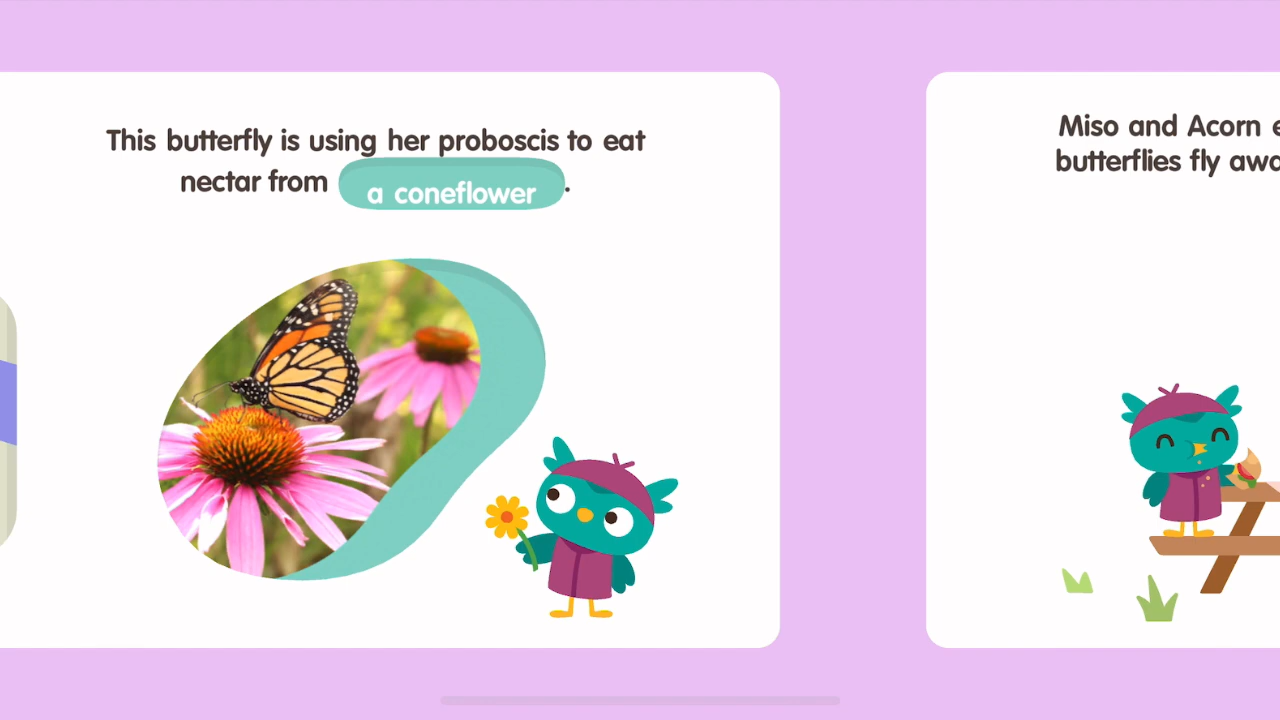 This butterfly is using her proboscis to eat
nectar from a coneflower.
Miso and Acorn
butterflies fly